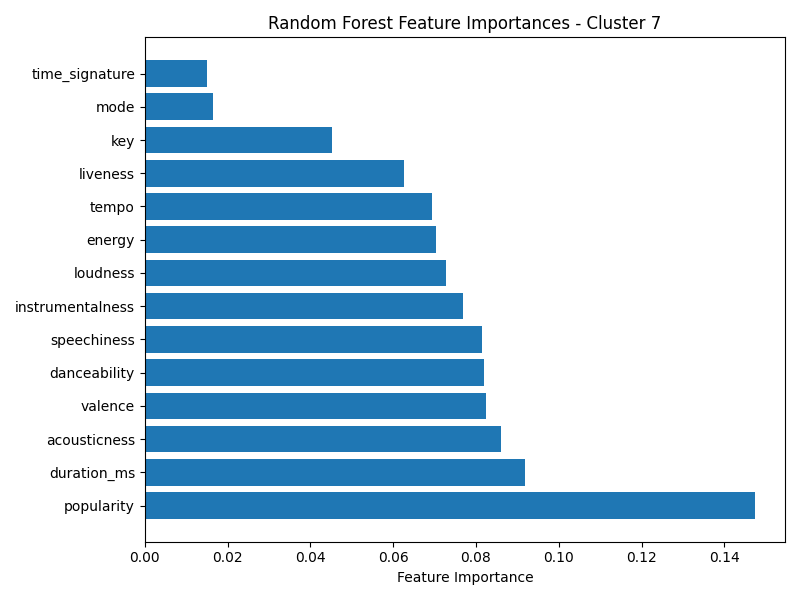 Random Forest Feature Importances - Cluster 7
time_signature
mode
key
liveness
tempo
energy
loudness
instrumentalness
speechiness
danceability
valence
acousticness
duration_ms
popularity
0.00 0.02 0.04 0.06 0.08 0.10 0.12 0.14
Feature Importance